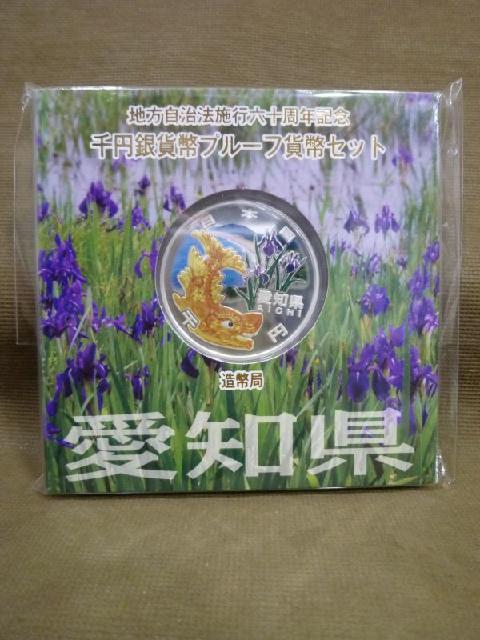 地方自治法施行六十周年記念
千円銀貨幣プルーフ貨幣セット
日本国
愛知県
AICHI
千円
造幣局
愛知県